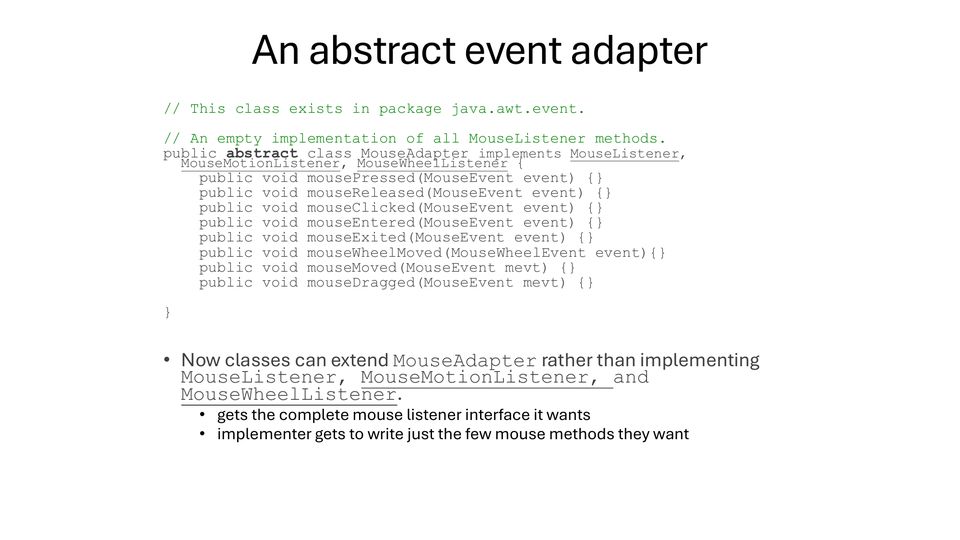 An abstract event adapter
// This class exists in package java.awt.event.
// An empty implementation of all MouseListener methods.
public abstract class MouseAdapter implements MouseListener,
MouseMotionListener, MouseWheelListener {
public void mousePressed(MouseEvent event) {}
public void mouseReleased(MouseEvent event) {}
public void mouseClicked(MouseEvent event) {}
public void mouseEntered(MouseEvent event) {}
public void mouseExited(MouseEvent event) {}
public void mouseWheelMoved(MouseWheelEvent event){}
public void mouseMoved(MouseEvent mevt) {}
public void mouseDragged(MouseEvent mevt) {}
}
• Now classes can extend MouseAdapter rather than implementing
MouseListener, MouseMotionListener, and
MouseWheelListener.
• gets the complete mouse listener interface it wants
• implementer gets to write just the few mouse methods they want